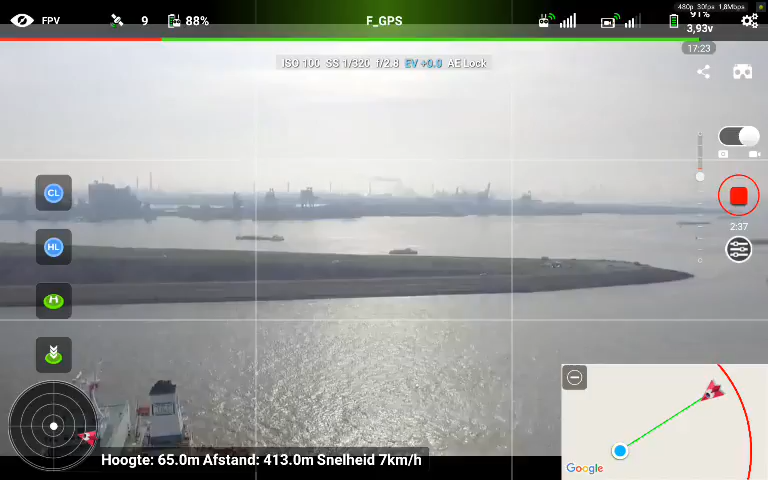 480p 30fps 1,8Mbps
FPV 9 88% F_GPS 91%
3,93v
17:23
ISO 100 SS 1/320 f/2.8 EV +0.0 AE Lock
CL
2:37
HL
H
Hoogte: 65.0m Afstand: 413.0m Snelheid 7km/h
Google